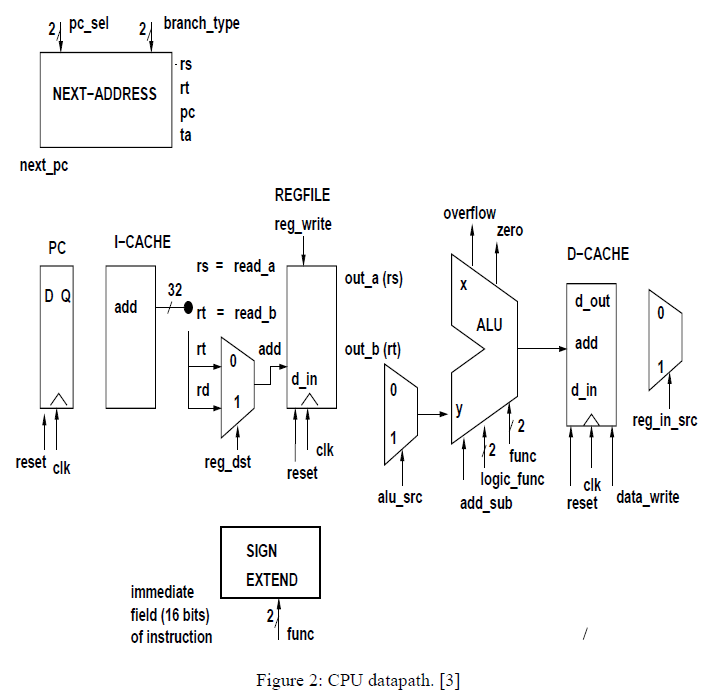 2 pc_sel 2 branch_type
NEXT-ADDRESS
rs
rt
pc
ta
next_pc
REGFILE
reg_write
PC
D Q
reset clk
I-CACHE
add
32
rs = read_a
rt = read_b
rt
rd
0
1
reg_dst
add
d_in
reset
clk
out_a (rs)
out_b (rt)
0
1
alu_src
overflow
zero
x
ALU
y
2 func
2 logic_func
add_sub
D-CACHE
d_out
add
d_in
clk
reset
data_write
0
1
reg_in_src
SIGN
EXTEND
immediate
field (16 bits)
of instruction
2 func
/
Figure 2: CPU datapath. [3]